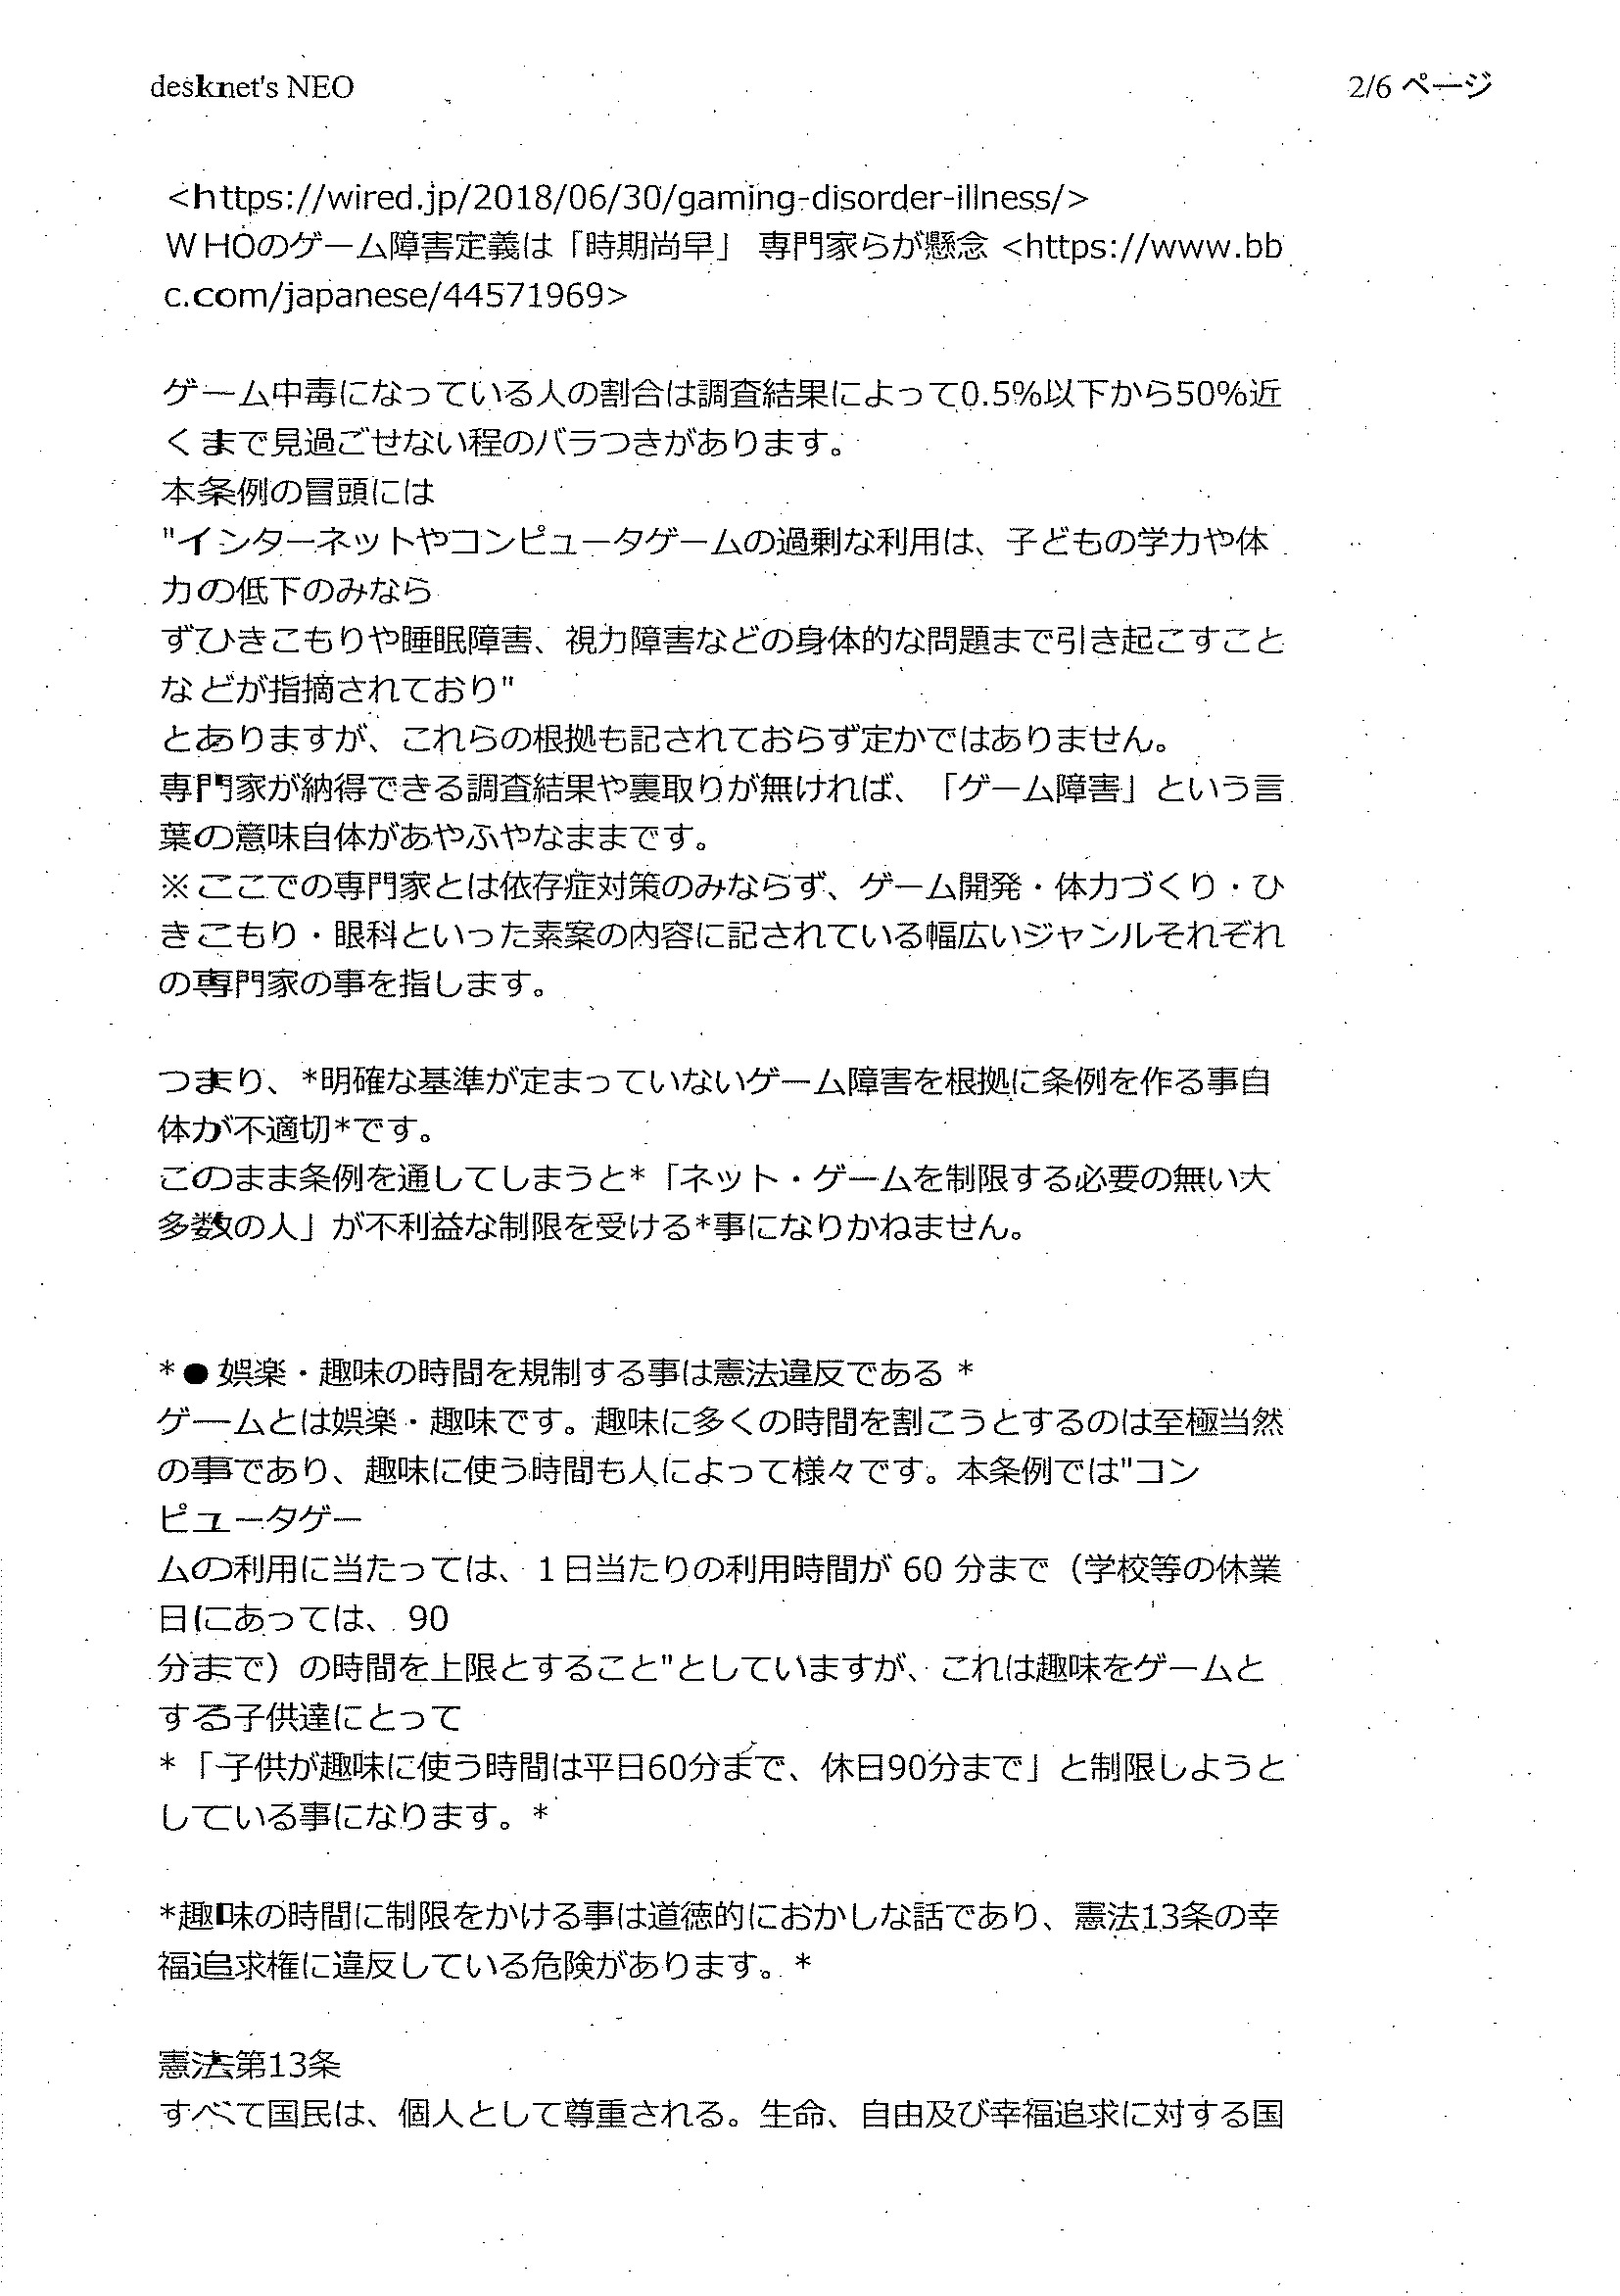 desknet's NEO
2/6 ページ
<https://wired.jp/2018/06/30/gaming-disorder-illness/>
ＷHOのゲーム障害定義は「時期尚早」 専門家らが懸念 <https://www.bb
c.com/japanese/44571969>
ゲーム中毒になっている人の割合は調査結果によって0.5%以下から50%近
くまで見過ごせない程のバラつきがあります。
本条例の冒頭には
"インターネットやコンピュータゲームの過剰な利用は、子どもの学力や体
力の低下のみなら
ずひきこもりや睡眠障害、視力障害などの身体的な問題まで引き起こすこと
などが指摘されており"
とありますが、これらの根拠も記されておらず定かではありません。
専門家が納得できる調査結果や裏取りが無ければ、「ゲーム障害」という言
葉の意味自体があやふやなままです。
※ここでの専門家とは依存症対策のみならず、ゲーム開発・体力づくり・ひ
きこもり・眼科といった素案の内容に記されている幅広いジャンルそれぞれ
の専門家の事を指します。
つまり、*明確な基準が定まっていないゲーム障害を根拠に条例を作る事自
体が不適切*です。
このまま条例を通してしまうと*「ネット・ゲームを制限する必要の無い大
多数の人」が不利益な制限を受ける*事になりかねません。
*● 娯楽・趣味の時間を規制する事は憲法違反である *
ゲームとは娯楽・趣味です。趣味に多くの時間を割こうとするのは至極当然
の事であり、趣味に使う時間も人によって様々です。本条例では"コン
ピュータゲー
ムの利用に当たっては、１日当たりの利用時間が 60 分まで（学校等の休業
日にあっては、 90
分まで）の時間を上限とすること"としていますが、これは趣味をゲームと
する子供達にとって
*「子供が趣味に使う時間は平日60分まで、休日90分まで」と制限しようと
している事になります。*
*趣味の時間に制限をかける事は道徳的におかしな話であり、憲法13条の幸
福追求権に違反している危険があります。*
憲法第13条
すべて国民は、個人として尊重される。生命、自由及び幸福追求に対する国